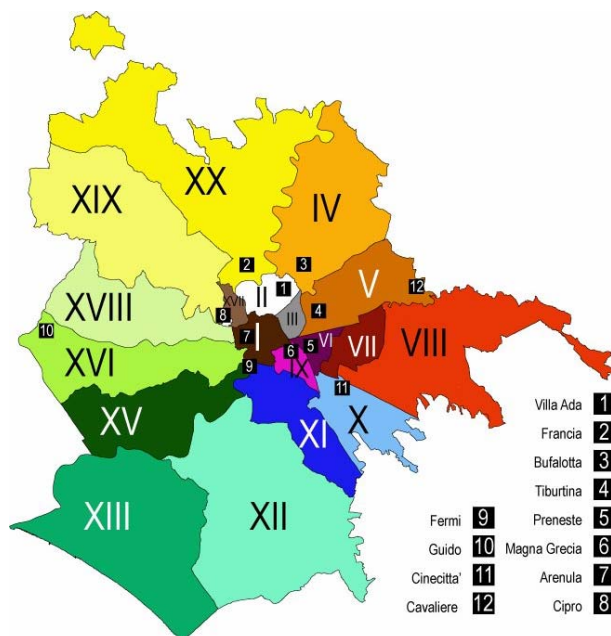 XX
IV
XIX
2
3
XVII
II
1
V
12
XVIII
8
III
4
10
7
I
VI
VII
VIII
6
5
XVI
9
IX
11
X
XV
XI
Villa Ada 1
Francia 2
Bufalotta 3
XIII
XII
Tiburtina 4
Fermi 9 Preneste 5
Guido 10 Magna Grecia 6
Cinecitta' 11 Arenula 7
Cavaliere 12 Cipro 8